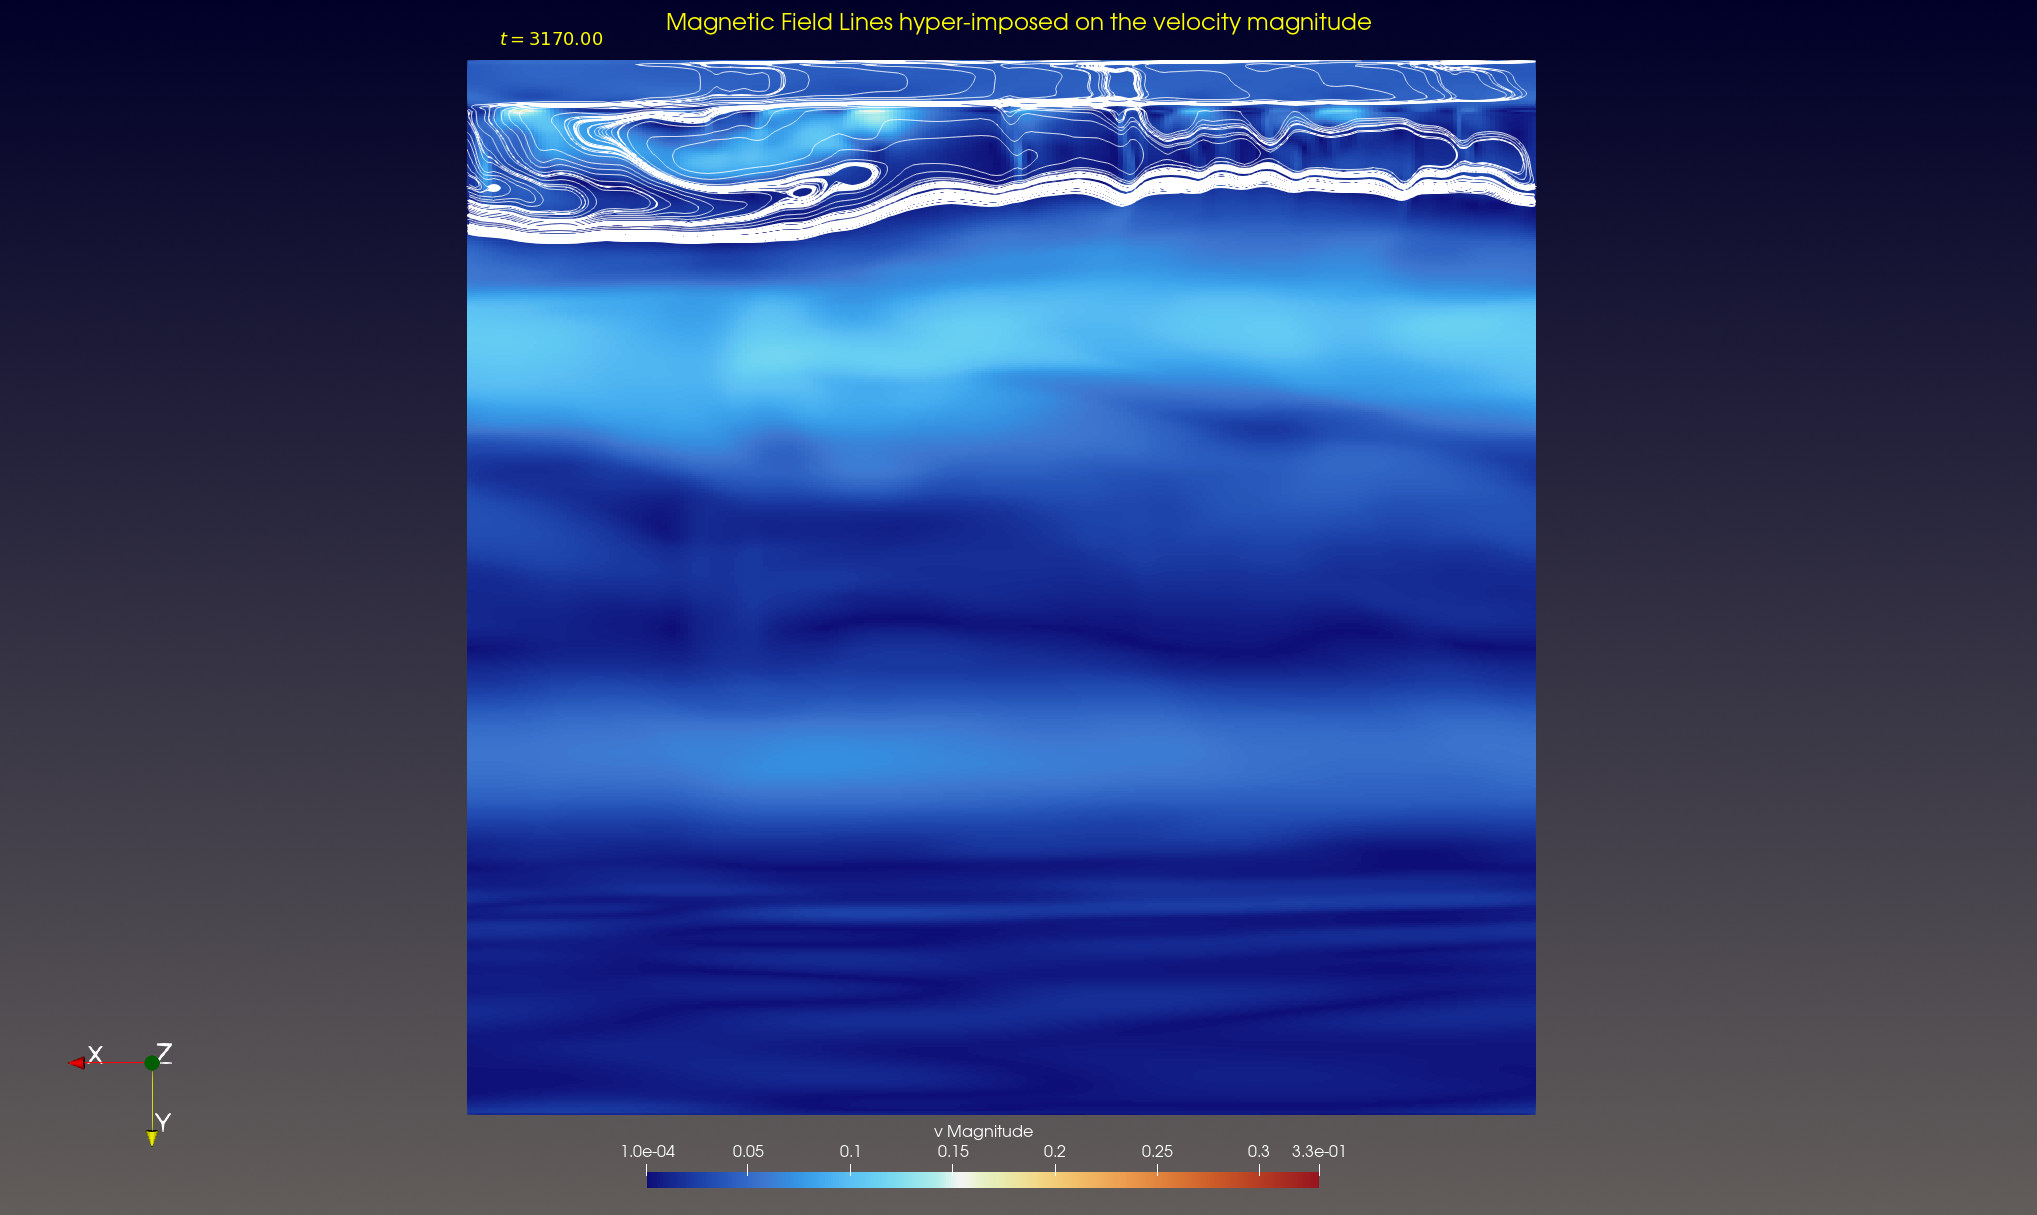 Magnetic Field Lines hyper-imposed on the velocity magnitude
t = 3170.00
X Z
Y
v Magnitude
1.0e-04 0.05 0.1 0.15 0.2 0.25 0.3 3.3e-01